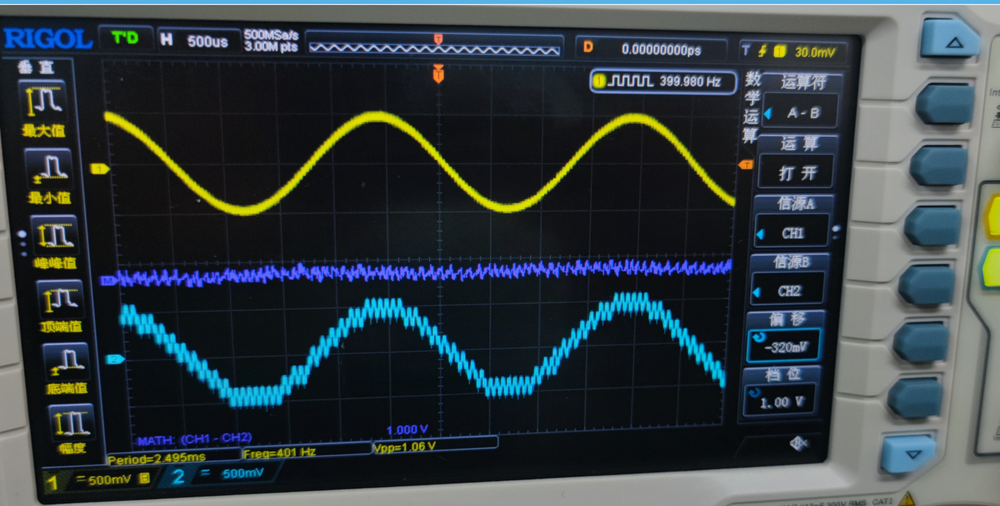 RIGOL T'D H 500us 500MSa/s D 0.00000000ps T 1 30.0mV
3.00M pts
T
垂直
T
1 399.980 Hz
最大值
1
最小值
峰峰值
顶端值
M
2
底端值
幅度
T
数学运算
运算符
A-B
运算
打开
信源A
CH1
信源B
CH2
偏移
-320mV
档位
1.00 V
MATH: (CH1 - CH2) 1.000 V
Period=2.495ms Freq=401 Hz Vpp=1.06 V
1 500mV B 2 500mV
300V RMS CAT I